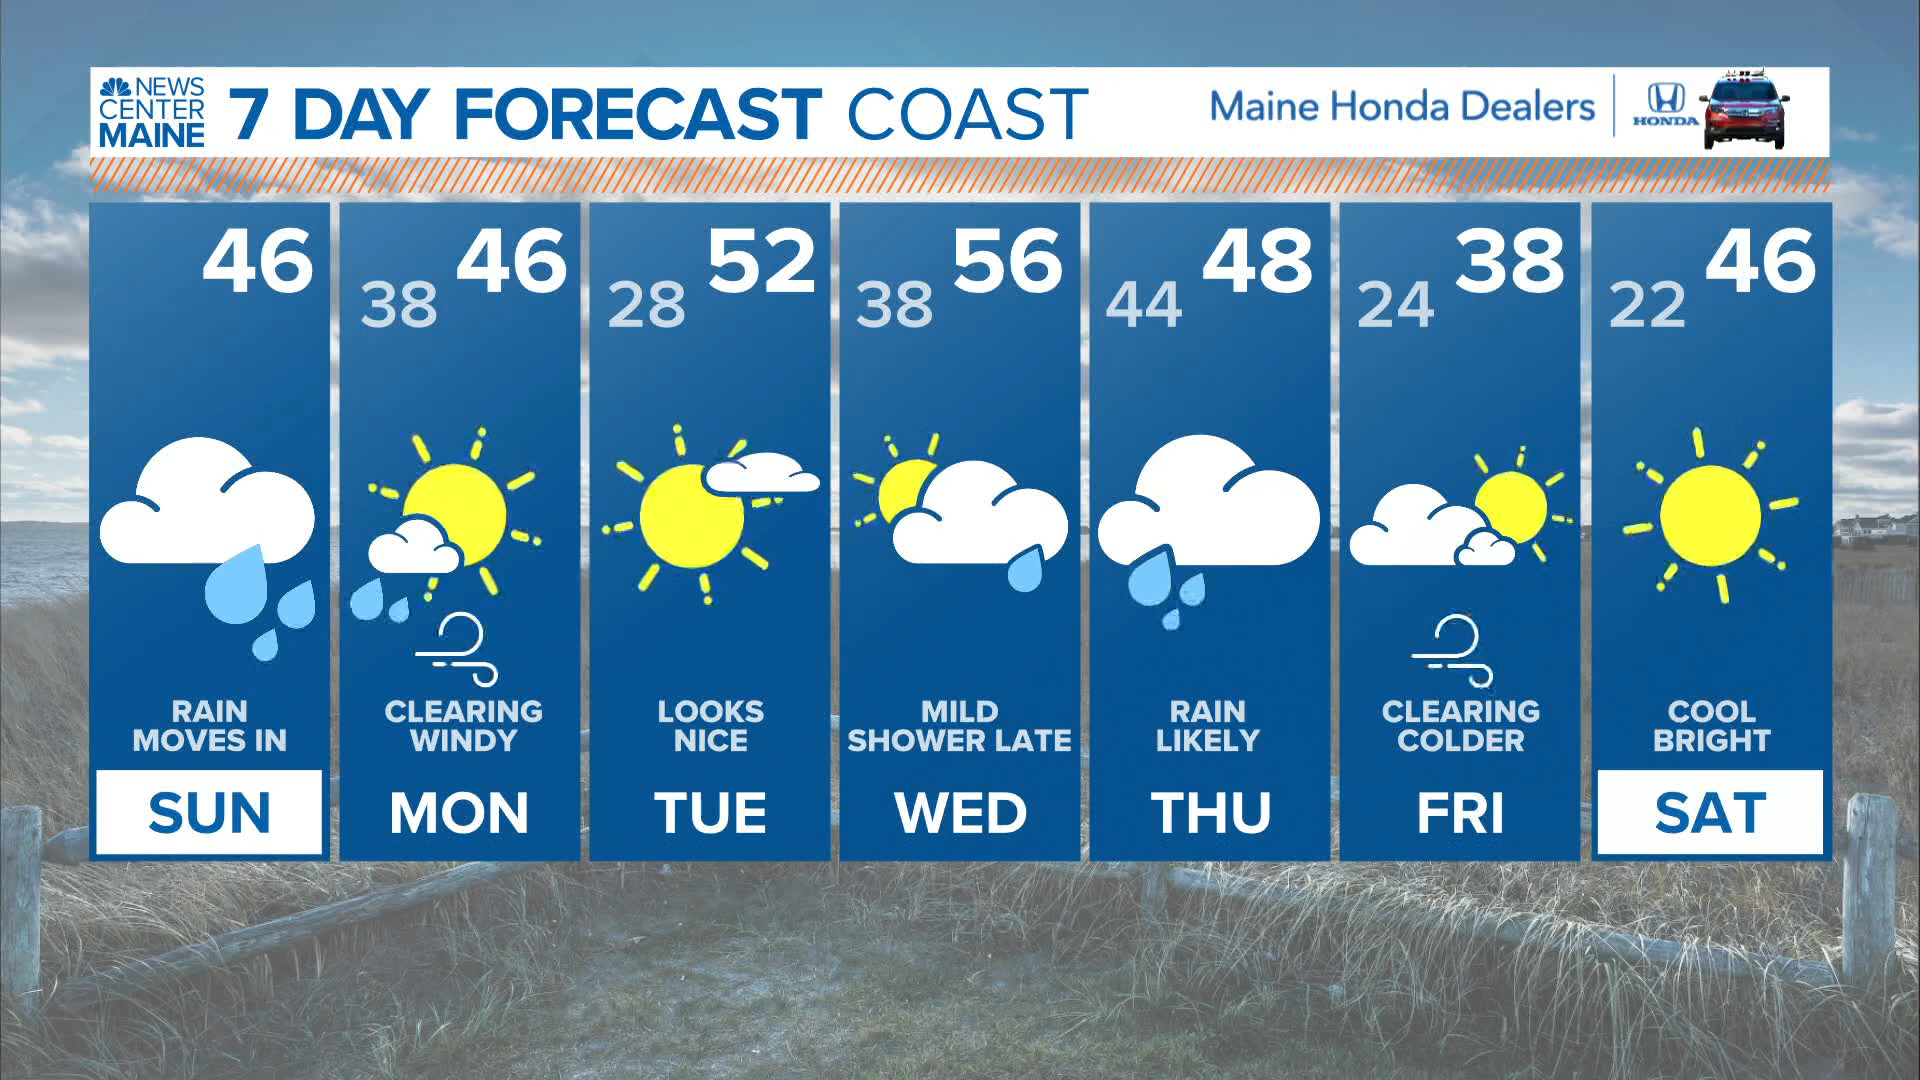 NEWS
CENTER
MAINE
7 DAY FORECAST COAST
Maine Honda Dealers
HONDA
46
38 46
28 52
38 56
44 48
24 38
22 46
RAIN
MOVES IN
CLEARING
WINDY
LOOKS
NICE
MILD
SHOWER LATE
RAIN
LIKELY
CLEARING
COLDER
COOL
BRIGHT
SUN
MON
TUE
WED
THU
FRI
SAT